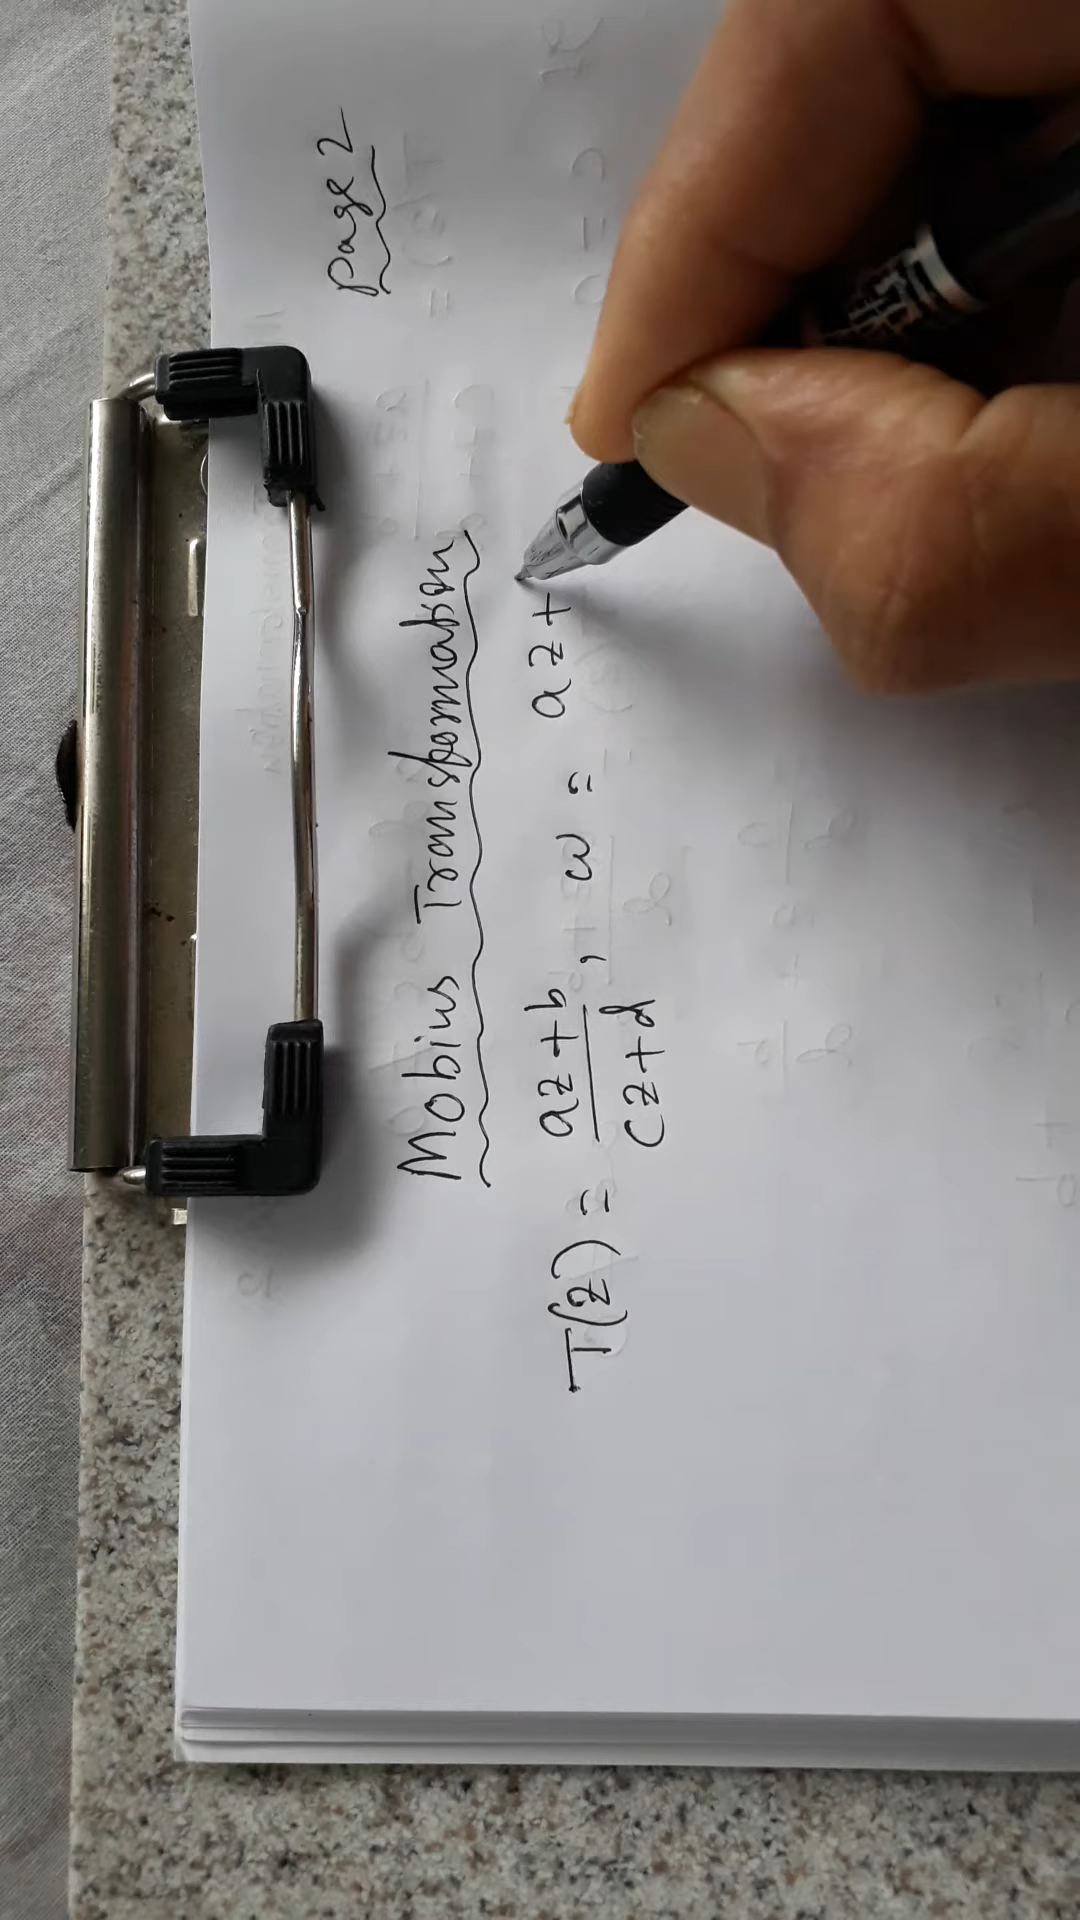 Page 2
Mobius Transformation
T(z) = az+b / cz+d , w = az+